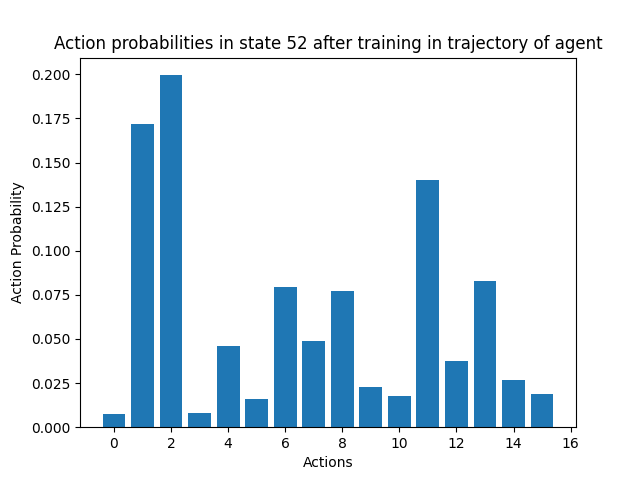 Action probabilities in state 52 after training in trajectory of agent
0.200
0.175
0.150
0.125
0.100
0.075
0.050
0.025
0.000
Action Probability
0 2 4 6 8 10 12 14 16
Actions